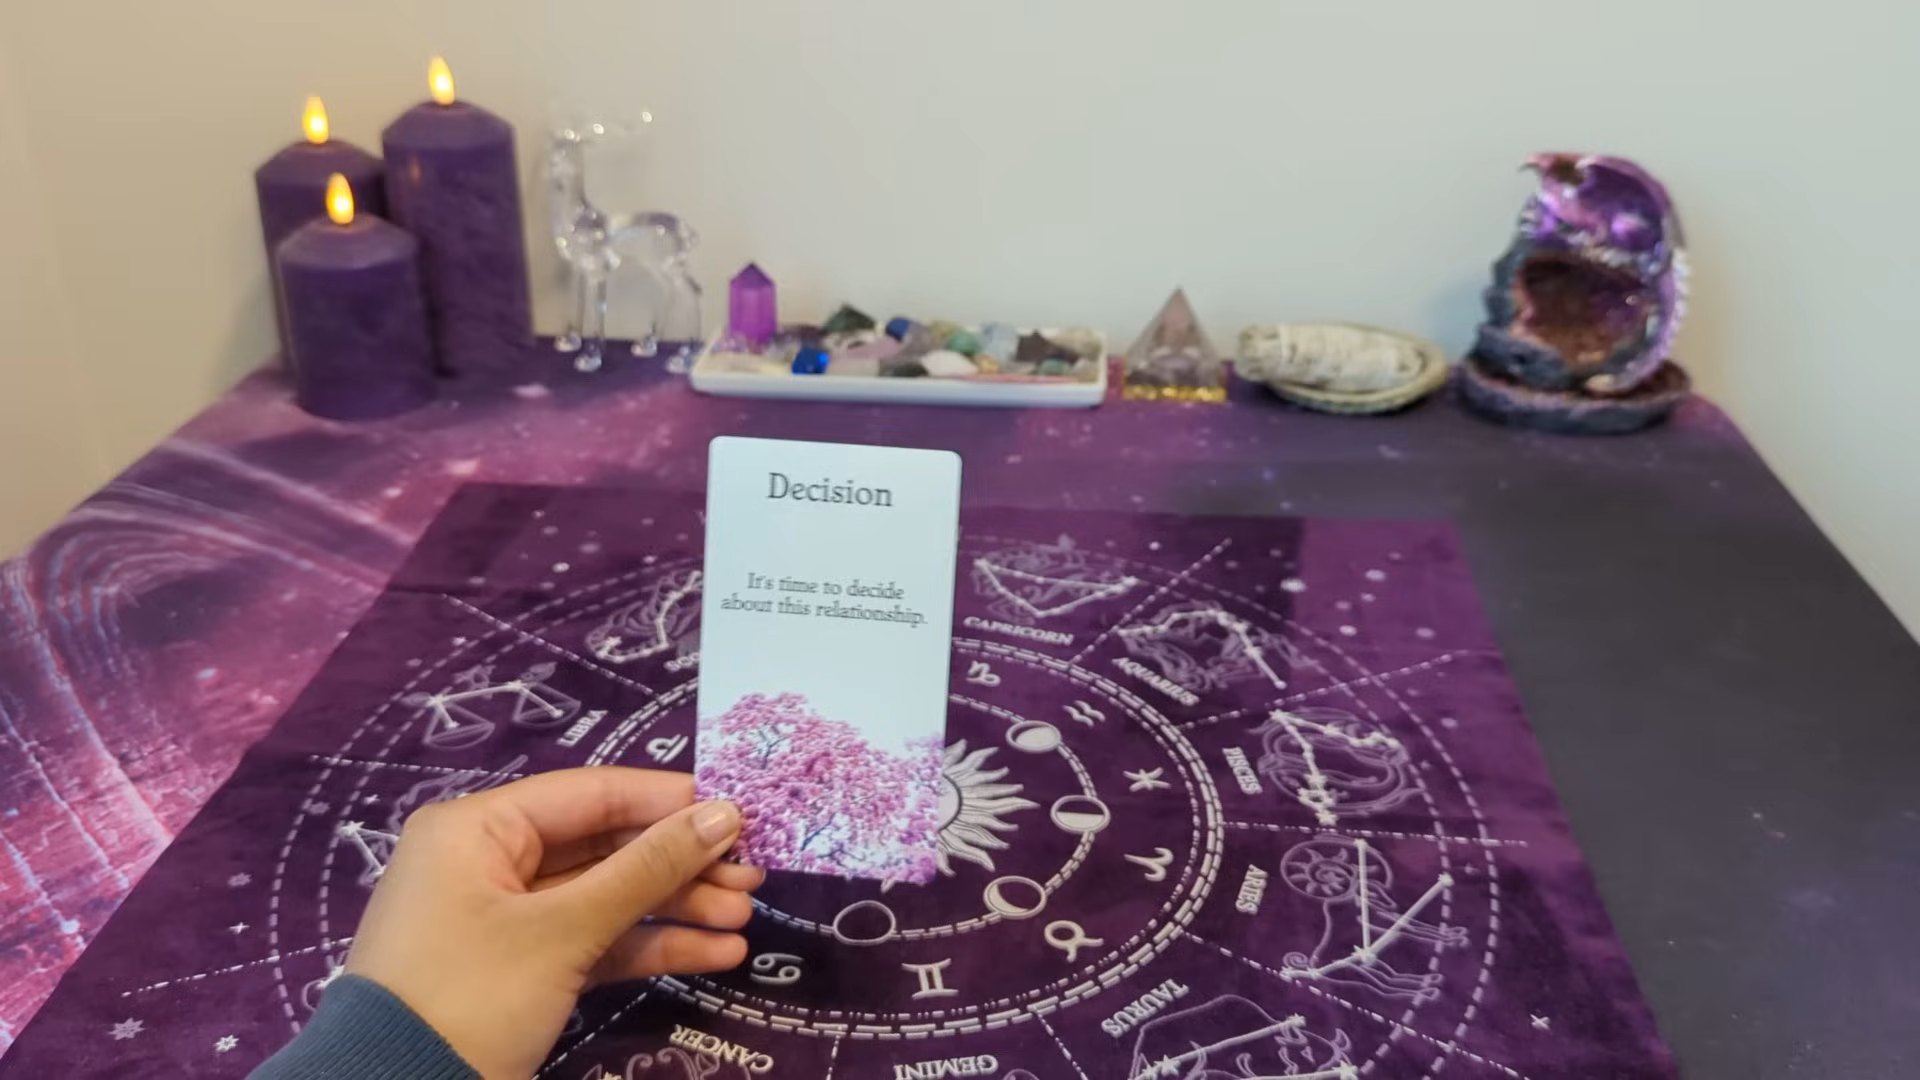 Decision
It's time to decide
about this relationship.
CAPRICORN
AQUARIUS
LIBRA
PISCES
ARIES
TAURUS
CANCER
GEMINI